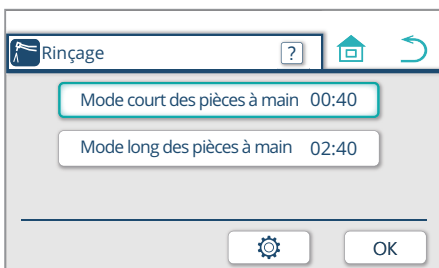 Rinçage ?
Mode court des pièces à main 00:40
Mode long des pièces à main 02:40
OK